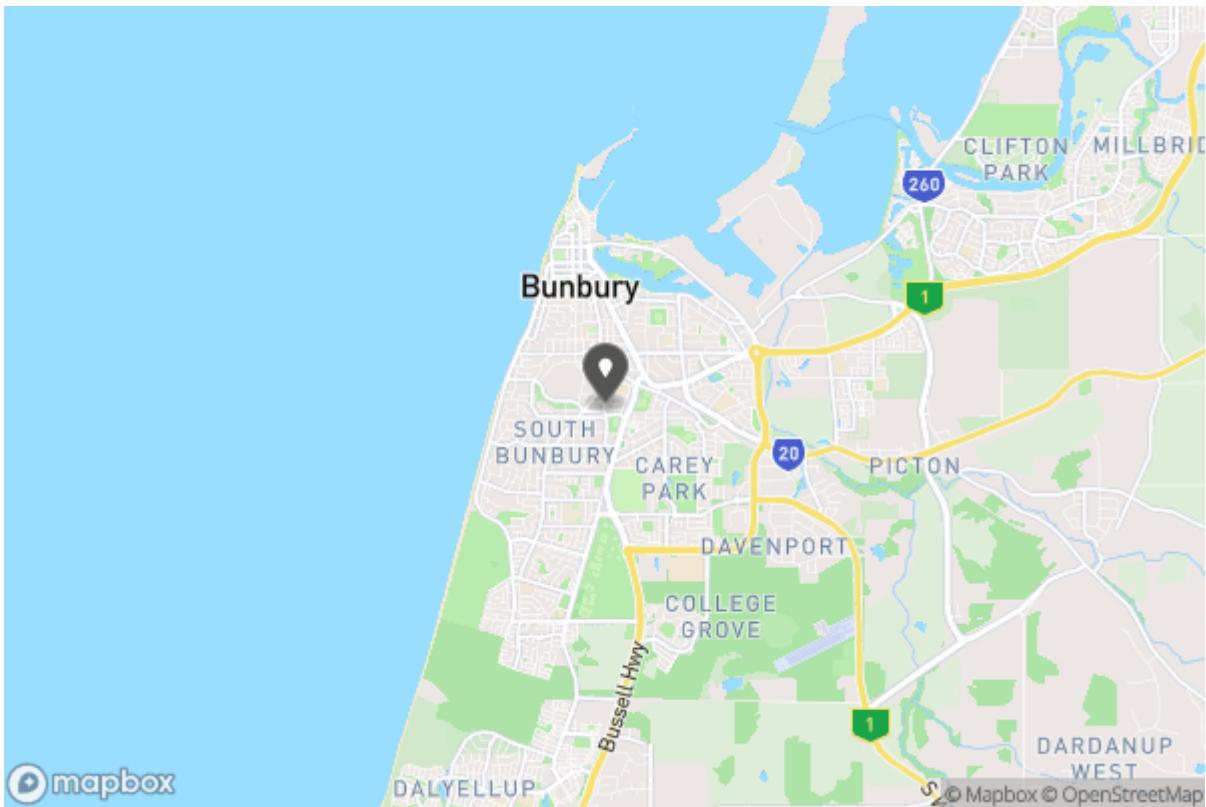 CLIFTON
PARK
MILLBRID
260
Bunbury
1
SOUTH
BUNBURY
CAREY
PARK
20
PICTON
DAVENPORT
COLLEGE
GROVE
Bussell Hwy
1
DARDANUP
WEST
DALYELLUP
mapbox
© Mapbox © OpenStreetMap